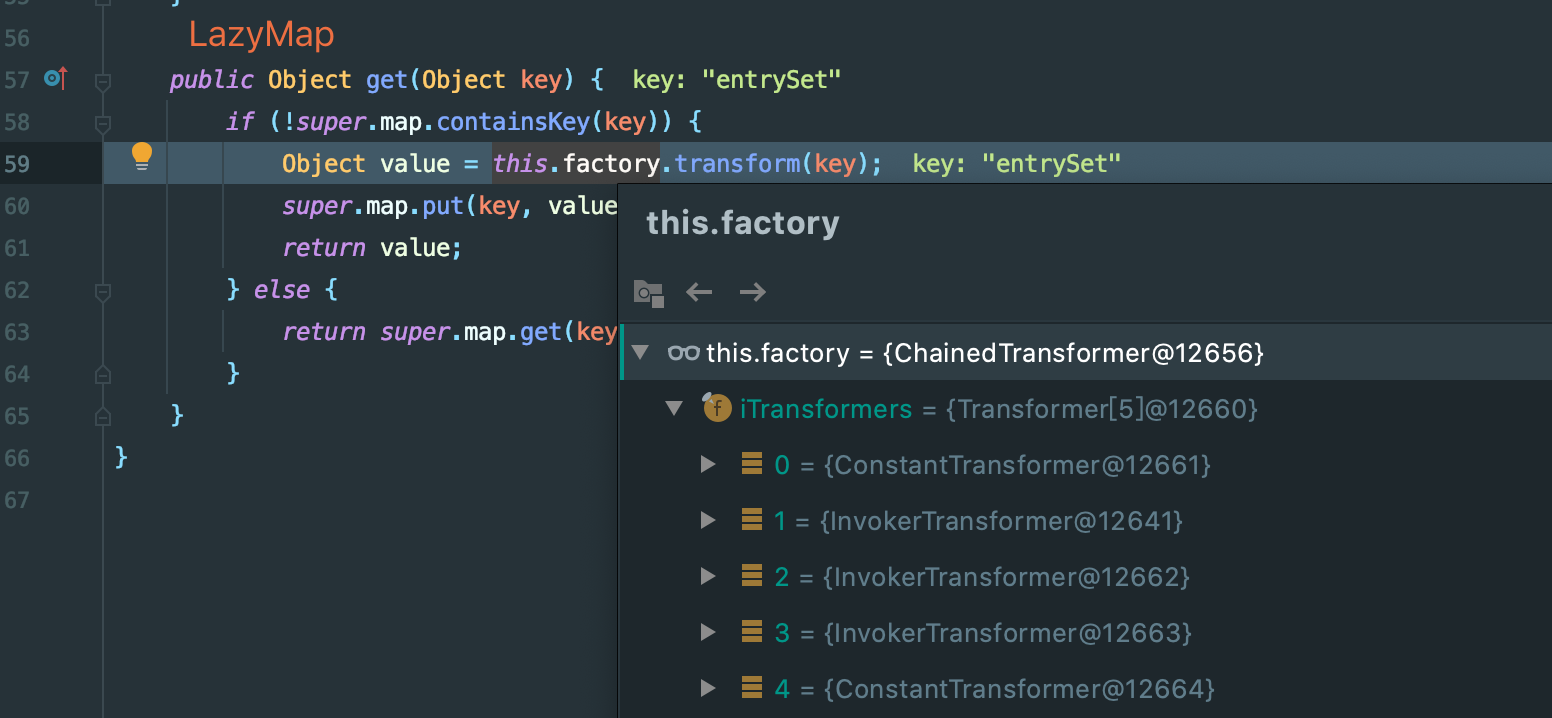 55 }
56 LazyMap
57 public Object get(Object key) { key: "entrySet"
58 if (!super.map.containsKey(key)) {
59 Object value = this.factory.transform(key); key: "entrySet"
60 super.map.put(key, value
61 return value;
62 } else {
63 return super.map.get(key
64 }
65 }
66 }
67
this.factory
this.factory = {ChainedTransformer@12656}
f iTransformers = {Transformer[5]@12660}
0 = {ConstantTransformer@12661}
1 = {InvokerTransformer@12641}
2 = {InvokerTransformer@12662}
3 = {InvokerTransformer@12663}
4 = {ConstantTransformer@12664}